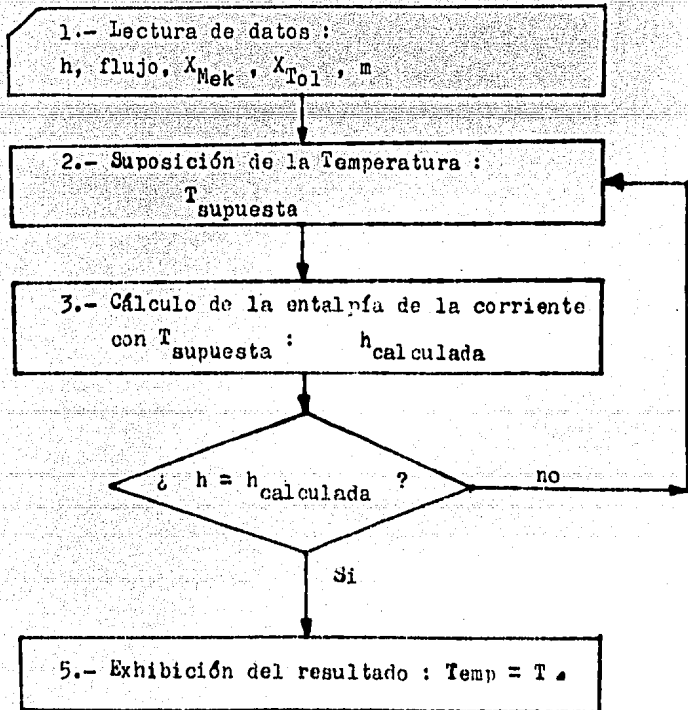 1.- Lectura de datos :
h, flujo, X_Mek , X_Tol , m
2.- Suposición de la Temperatura :
T_supuesta
3.- Cálculo de la entalpía de la corriente
con T_supuesta : h_calculada
¿ h = h_calculada ?
no
Si
5.- Exhibición del resultado : Temp = T .